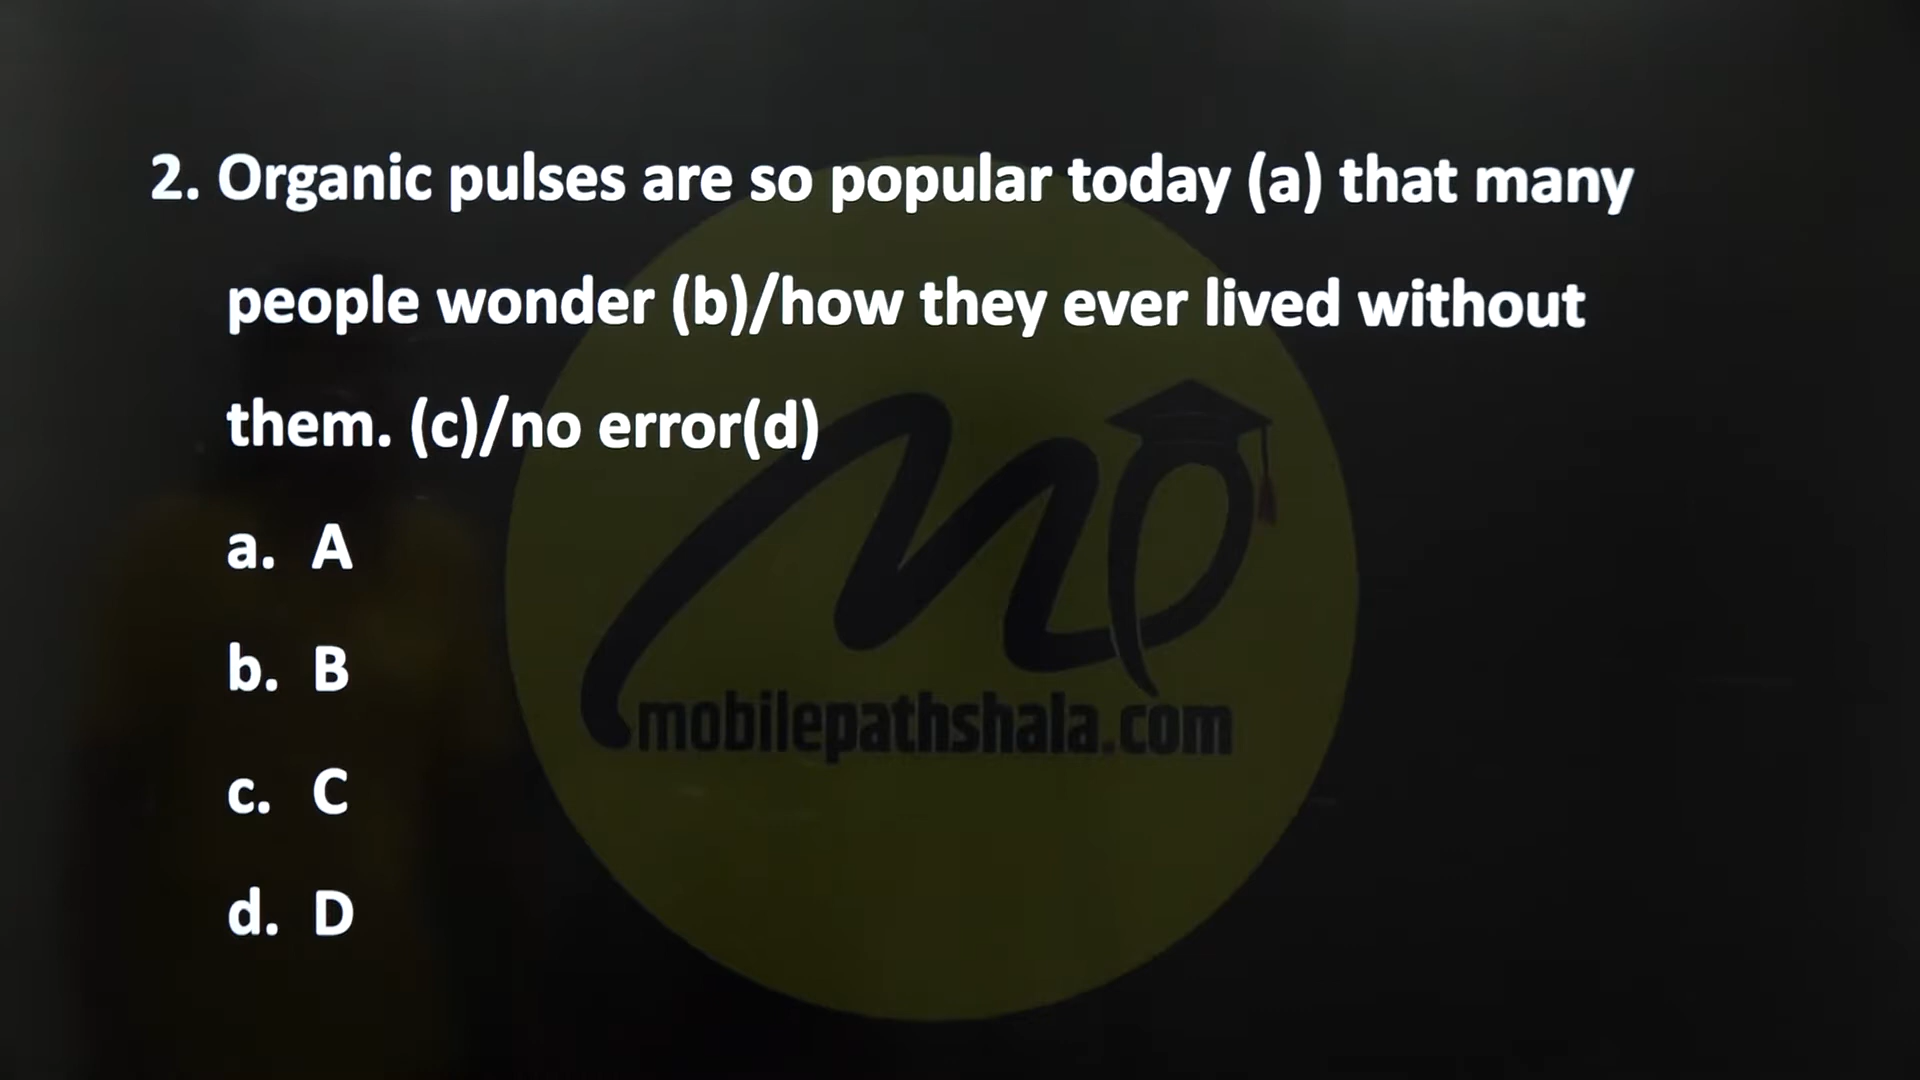 2. Organic pulses are so popular today (a) that many
people wonder (b)/how they ever lived without
them. (c)/no error(d)
a. A
b. B
c. C
d. D
mobilepathshala.com